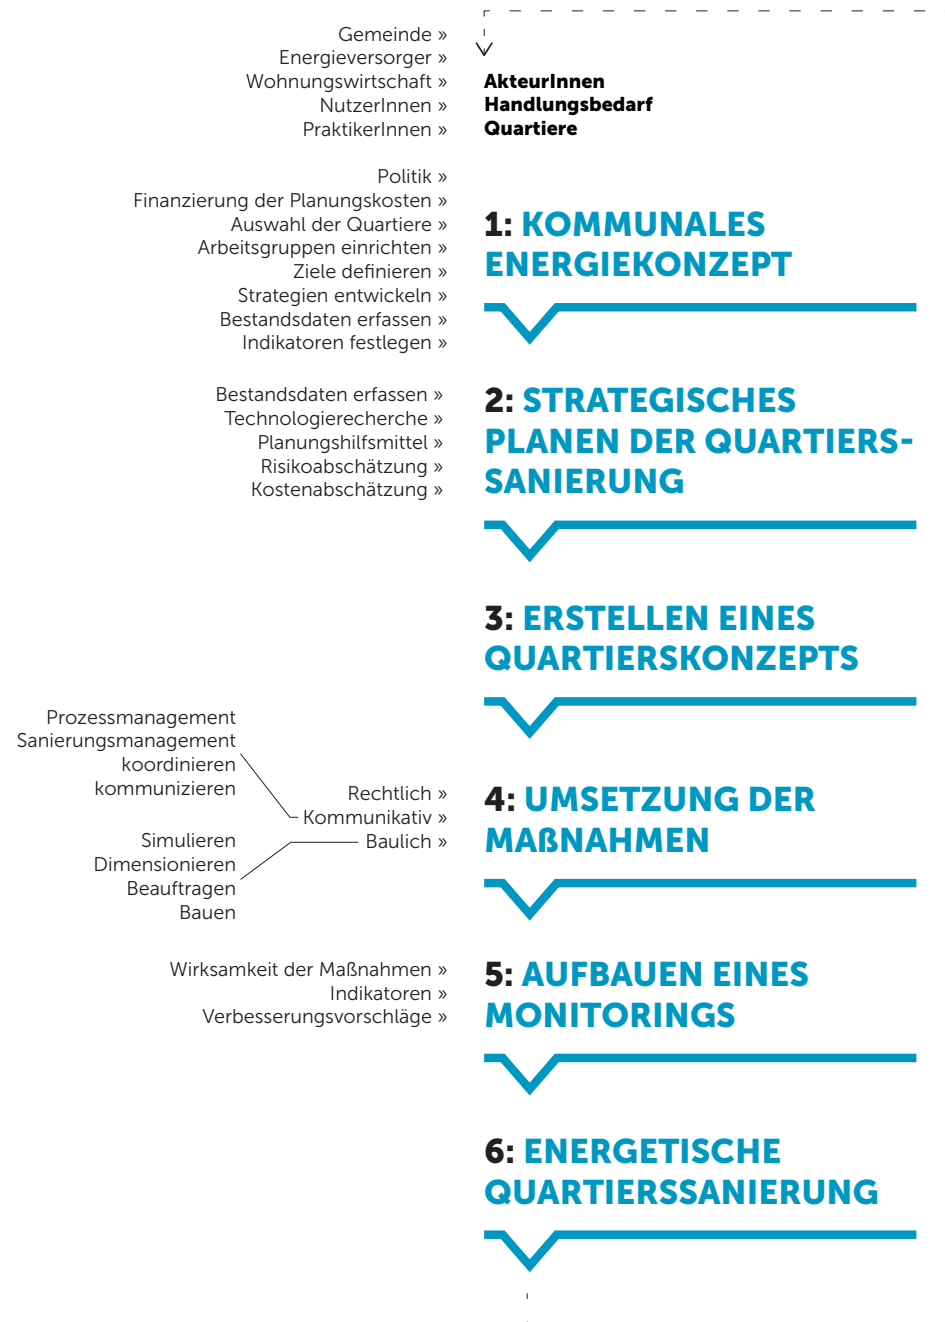 Gemeinde »
Energieversorger »
Wohnungswirtschaft »
NutzerInnen »
PraktikerInnen »
AkteurInnen
Handlungsbedarf
Quartiere
Politik »
Finanzierung der Planungskosten »
Auswahl der Quartiere »
Arbeitsgruppen einrichten »
Ziele definieren »
Strategien entwickeln »
Bestandsdaten erfassen »
Indikatoren festlegen »
1: KOMMUNALES
ENERGIEKONZEPT
Bestandsdaten erfassen »
Technologierecherche »
Planungshilfsmittel »
Risikoabschätzung »
Kostenabschätzung »
2: STRATEGISCHES
PLANEN DER QUARTIERS-
SANIERUNG
3: ERSTELLEN EINES
QUARTIERSKONZEPTS
Prozessmanagement
Sanierungsmanagement
koordinieren
kommunizieren
Simulieren
Dimensionieren
Beauftragen
Bauen
Rechtlich »
Kommunikativ »
Baulich »
4: UMSETZUNG DER
MAßNAHMEN
Wirksamkeit der Maßnahmen »
Indikatoren »
Verbesserungsvorschläge »
5: AUFBAUEN EINES
MONITORINGS
6: ENERGETISCHE
QUARTIERSSANIERUNG